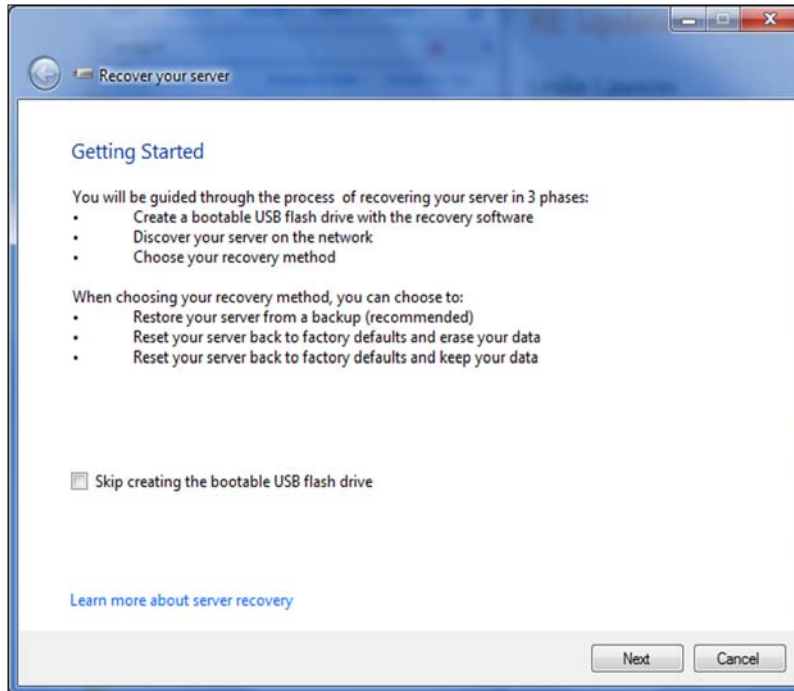 Recover your server
Getting Started
You will be guided through the process of recovering your server in 3 phases:
• Create a bootable USB flash drive with the recovery software
• Discover your server on the network
• Choose your recovery method
When choosing your recovery method, you can choose to:
• Restore your server from a backup (recommended)
• Reset your server back to factory defaults and erase your data
• Reset your server back to factory defaults and keep your data
Skip creating the bootable USB flash drive
Learn more about server recovery
Next Cancel